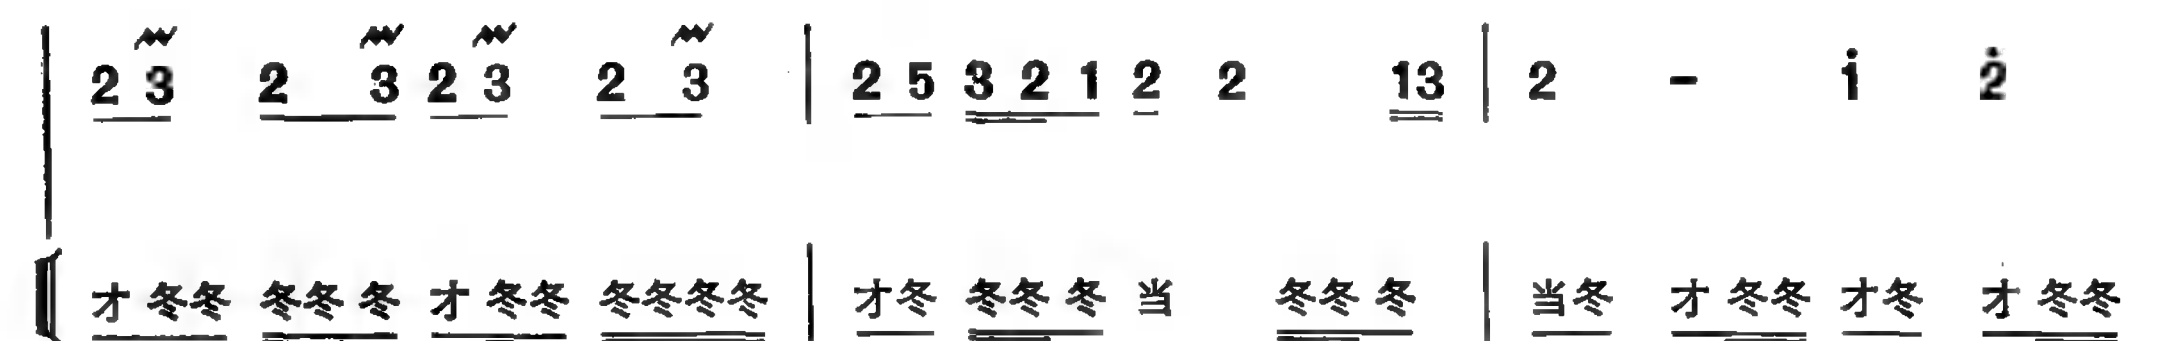 2 3 2 3 2 3 2 3 2 5 3 2 1 2 2 13 2 - i̇ 2̇
才冬冬 冬冬冬 才冬冬 冬冬冬冬 才冬 冬冬冬 当 冬冬冬 当冬 才冬冬 才冬 才冬冬